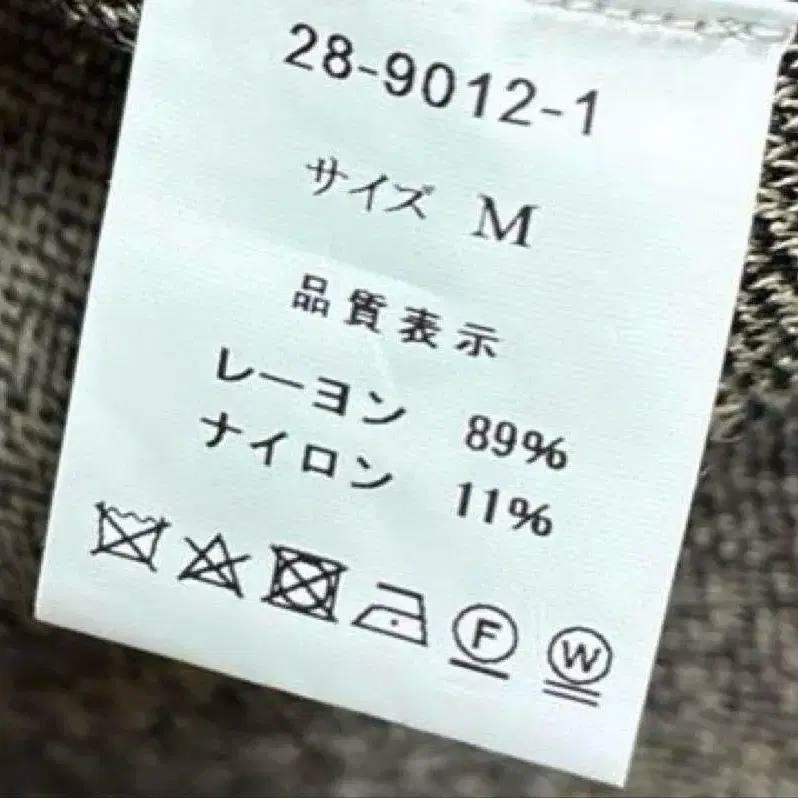 28-9012-1
サイズ M
品質表示
レーヨン 89%
ナイロン 11%
F W